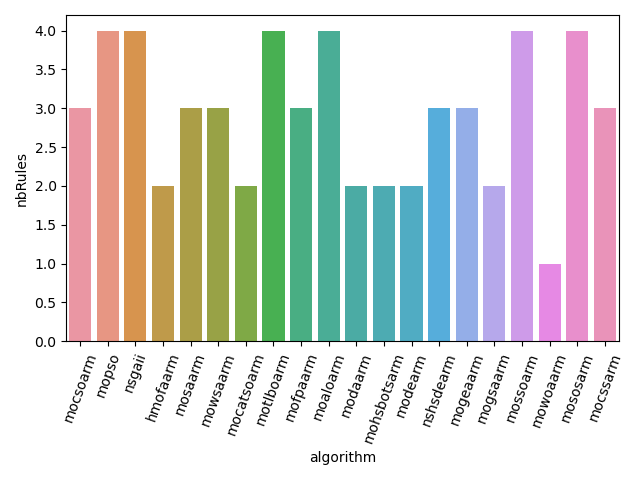 4.0
3.5
3.0
2.5
2.0
1.5
1.0
0.5
0.0
nbRules
mocsoarm
mopso
nsgaii
hmofaarm
mosaarm
mowsaarm
mocatsoarm
motlboarm
mofpaarm
moaloarm
modaarm
mohsbotsarm
modearm
nshsdearm
mogeaarm
mogsaarm
mossoarm
mowoaarm
mososarm
mocssarm
algorithm